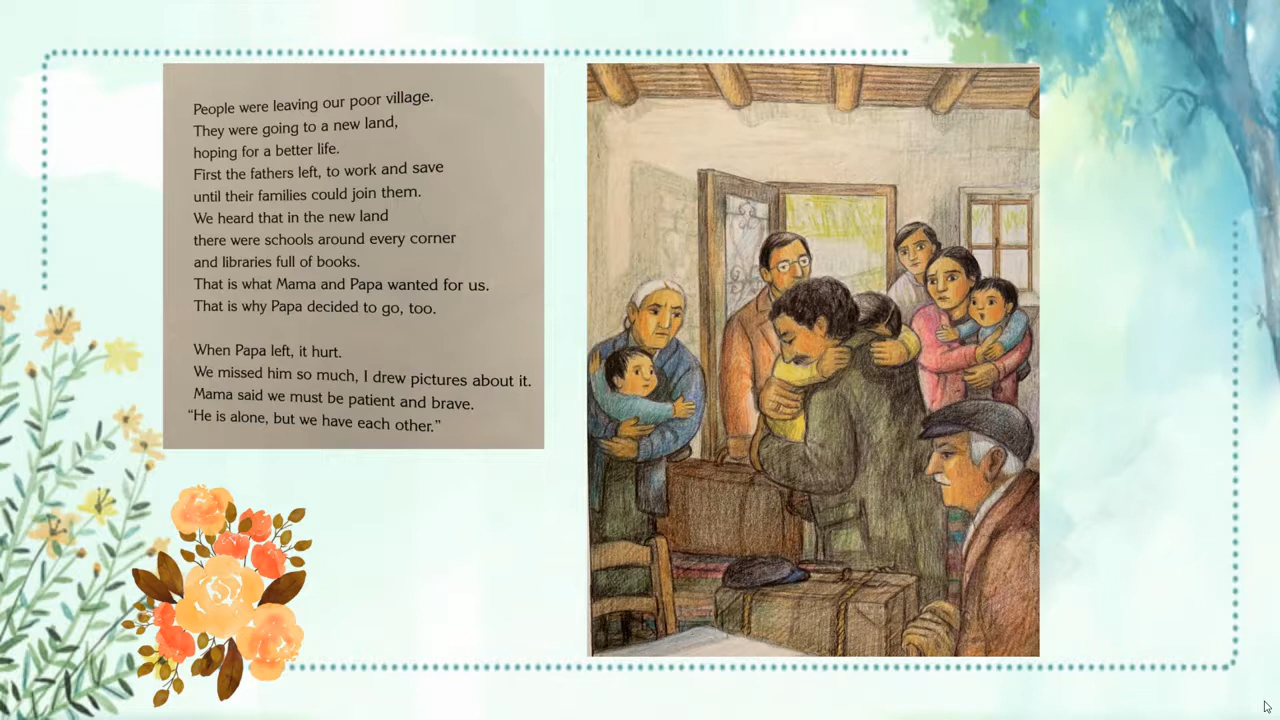 People were leaving our poor village.
They were going to a new land,
hoping for a better life.
First the fathers left, to work and save
until their families could join them.
We heard that in the new land
there were schools around every corner
and libraries full of books.
That is what Mama and Papa wanted for us.
That is why Papa decided to go, too.
When Papa left, it hurt.
We missed him so much, I drew pictures about it.
Mama said we must be patient and brave.
“He is alone, but we have each other.”